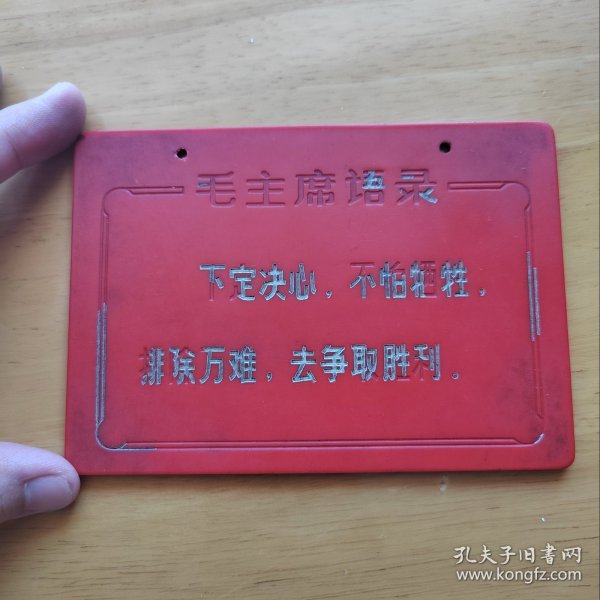 毛主席语录
下定决心，不怕牺牲，
排除万难，去争取胜利。
孔夫子旧书网
www.kongfz.com